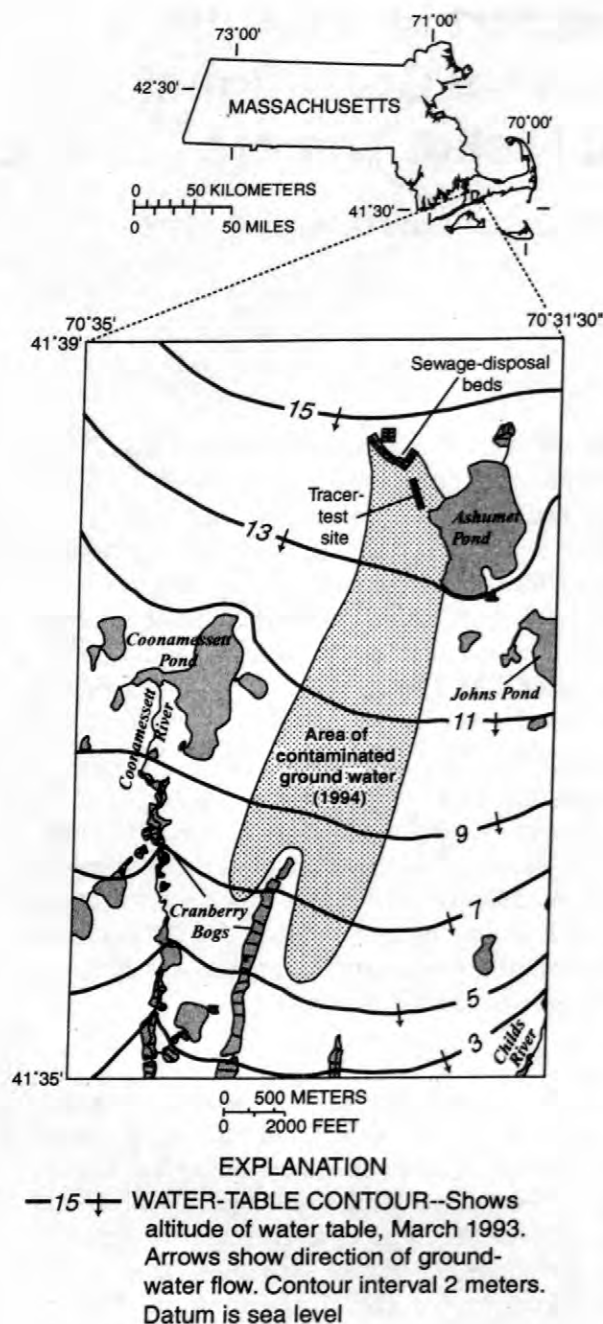 73°00'
71°00'
42°30'
MASSACHUSETTS
70°00'
0 50 KILOMETERS
0 50 MILES
41°30'
70°35'
70°31'30"
41°39'
Sewage-disposal
beds
15
Tracer-
test
site
Ashumet
Pond
13
Coonamessett
Pond
Johns Pond
Coonamessett
River
11
Area of
contaminated
ground water
(1994)
9
7
Cranberry
Bogs
5
3
Childs
River
41°35'
0 500 METERS
0 2000 FEET
EXPLANATION
15 WATER-TABLE CONTOUR--Shows
altitude of water table, March 1993.
Arrows show direction of ground-
water flow. Contour interval 2 meters.
Datum is sea level